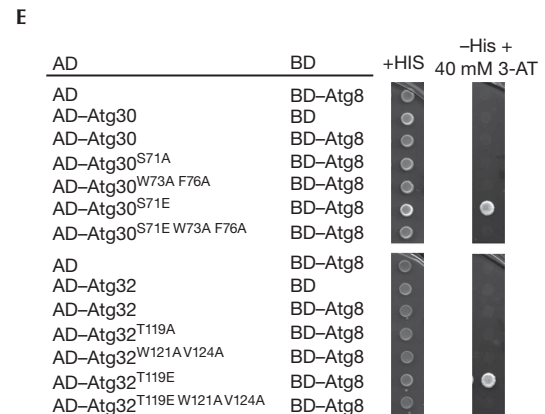 E
–His +
AD BD +HIS 40 mM 3-AT
AD BD–Atg8
AD–Atg30 BD
AD–Atg30 BD–Atg8
AD–Atg30S71A BD–Atg8
AD–Atg30W73A F76A BD–Atg8
AD–Atg30S71E BD–Atg8
AD–Atg30S71E W73A F76A BD–Atg8
AD BD–Atg8
AD–Atg32 BD
AD–Atg32 BD–Atg8
AD–Atg32T119A BD–Atg8
AD–Atg32W121A V124A BD–Atg8
AD–Atg32T119E BD–Atg8
AD–Atg32T119E W121A V124A BD–Atg8